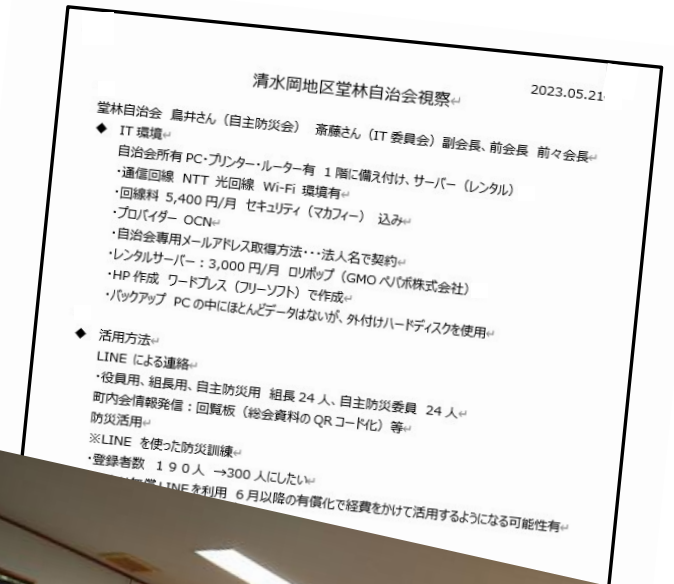 清水岡地区堂林自治会視察
2023.05.21
堂林自治会 鳥井さん（自主防災会） 斎藤さん（IT 委員会）副会長、前会長 前々会長
◆ IT 環境
自治会所有 PC・プリンター・ルーター有 1 階に備え付け、サーバー（レンタル）
・通信回線 NTT 光回線 Wi-Fi 環境有
・回線料 5,400 円/月 セキュリティ（マカフィー） 込み
・プロバイダー OCN
・自治会専用メールアドレス取得方法・・・法人名で契約
・レンタルサーバー：3,000 円/月 ロリポップ（GMO ペパボ株式会社）
・HP 作成 ワードプレス（フリーソフト）で作成
・バックアップ PC の中にほとんどデータはないが、外付けハードディスクを使用
◆ 活用方法
LINE による連絡
・役員用、組長用、自主防災用 組長 24 人、自主防災委員 24 人
町内会情報発信：回覧板（総会資料の QR コード化）等
防災活用
※LINE を使った防災訓練
・登録者数 １９０人 →300 人にしたい
LINE を利用 6 月以降の有償化で経費をかけて活用するようになる可能性有